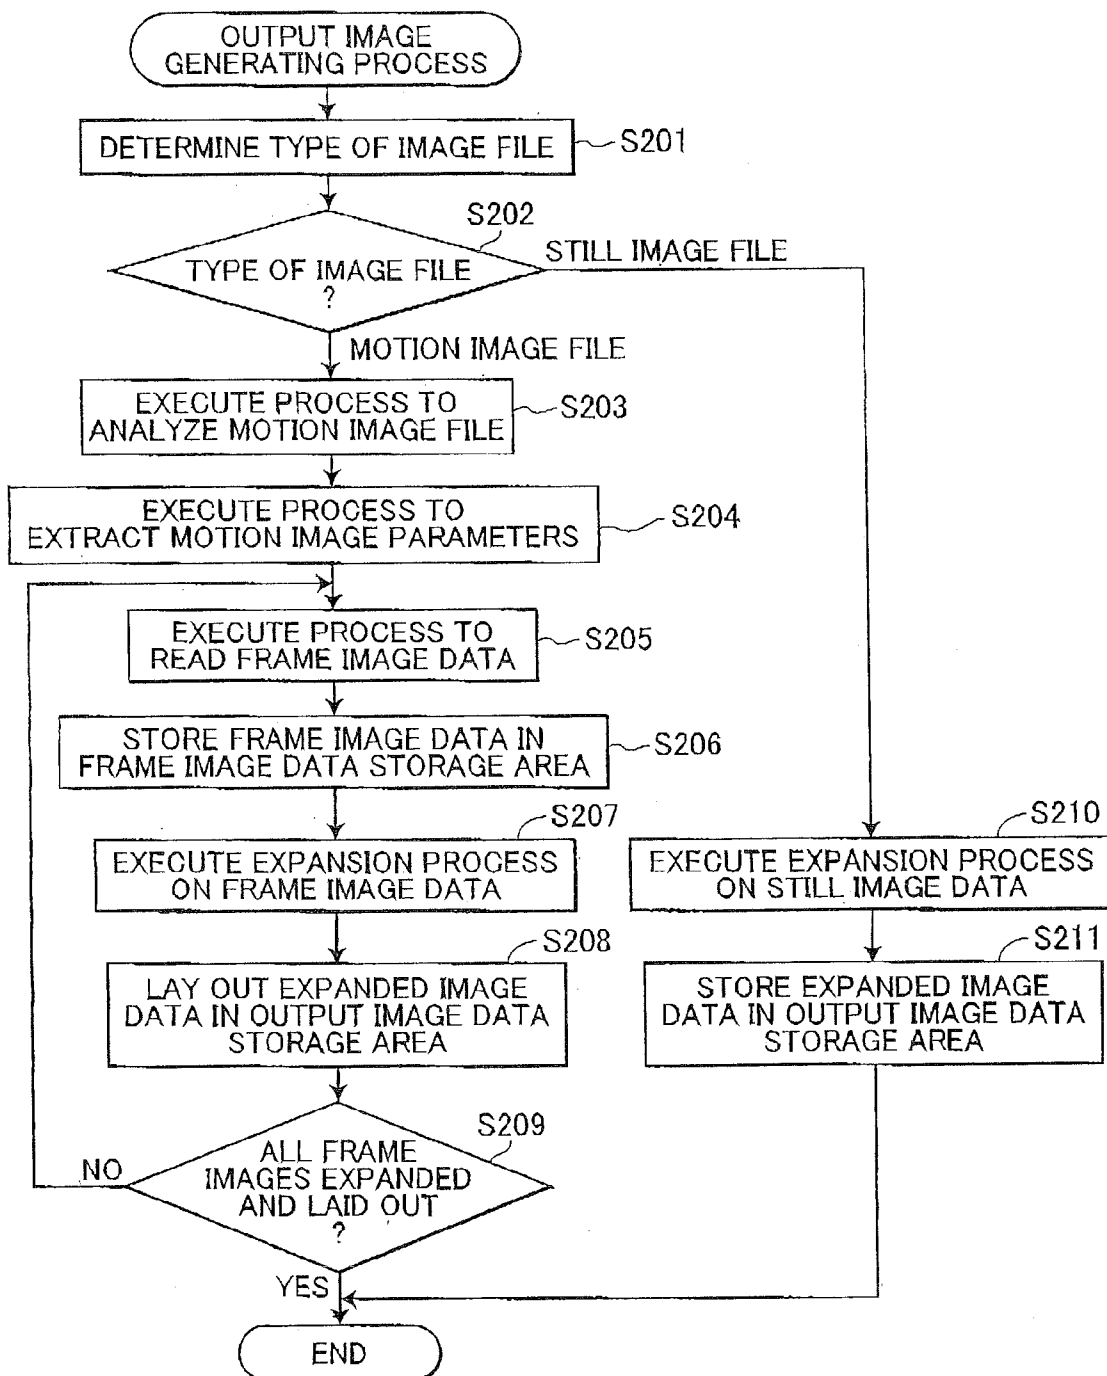 OUTPUT IMAGE
GENERATING PROCESS
DETERMINE TYPE OF IMAGE FILE
S201
S202
TYPE OF IMAGE FILE
?
STILL IMAGE FILE
MOTION IMAGE FILE
EXECUTE PROCESS TO
ANALYZE MOTION IMAGE FILE
S203
EXECUTE PROCESS TO
EXTRACT MOTION IMAGE PARAMETERS
S204
EXECUTE PROCESS TO
READ FRAME IMAGE DATA
S205
STORE FRAME IMAGE DATA IN
FRAME IMAGE DATA STORAGE AREA
S206
S207
EXECUTE EXPANSION PROCESS
ON FRAME IMAGE DATA
S208
LAY OUT EXPANDED IMAGE
DATA IN OUTPUT IMAGE DATA
STORAGE AREA
S209
ALL FRAME
IMAGES EXPANDED
AND LAID OUT
?
NO
YES
S210
EXECUTE EXPANSION PROCESS
ON STILL IMAGE DATA
S211
STORE EXPANDED IMAGE
DATA IN OUTPUT IMAGE DATA
STORAGE AREA
END